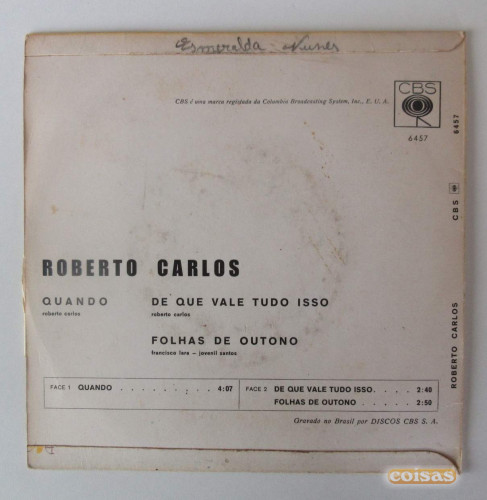 Esmeralda Nunes
CBS é uma marca registada da Columbia Broadcasting System, Inc., E. U. A.
CBS
6457
ROBERTO CARLOS
QUANDO
roberto carlos
DE QUE VALE TUDO ISSO
roberto carlos
FOLHAS DE OUTONO
francisco lara – jovenil santos
FACE 1 QUANDO . . . . . . . . . 4:07
FACE 2 DE QUE VALE TUDO ISSO. . . . 2:40
FOLHAS DE OUTONO . . . . . 2:50
Gravado no Brasil por DISCOS CBS S. A.
ROBERTO CARLOS CBS 6457
coisas